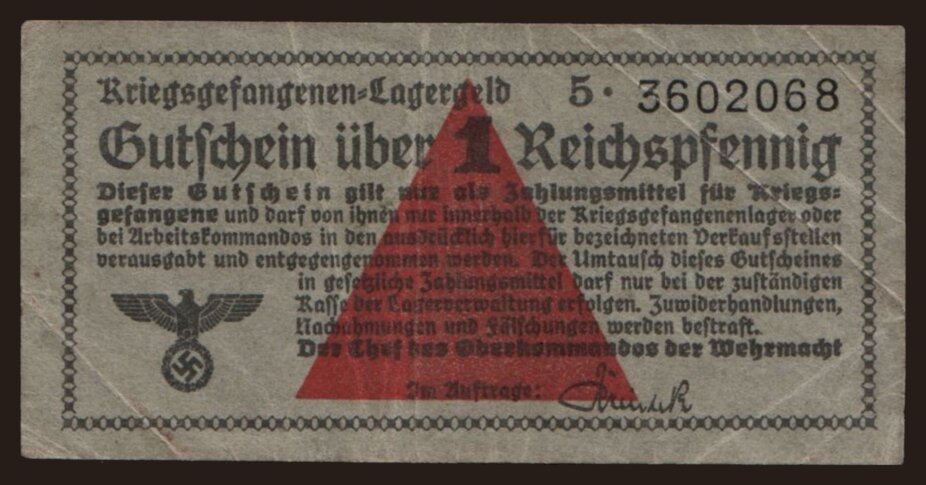 Kriegsgefangenen-Lagergeld 5 · 3602068
Gutschein über 1 Reichspfennig
Dieser Gutschein gilt nur als Zahlungsmittel für Kriegs-
gefangene und darf von ihnen nur innerhalb der Kriegsgefangenenlager oder
bei Arbeitskommandos in den ausdrücklich hierfür bezeichneten Verkaufsstellen
verausgabt und entgegengenommen werden. Der Umtausch dieses Gutscheines
in gesetzliche Zahlungsmittel darf nur bei der zuständigen
Kasse der Lagerverwaltung erfolgen. Zuwiderhandlungen,
Nachahmungen und Fälschungen werden bestraft.
Der Chef des Oberkommandos der Wehrmacht
Im Auftrage: